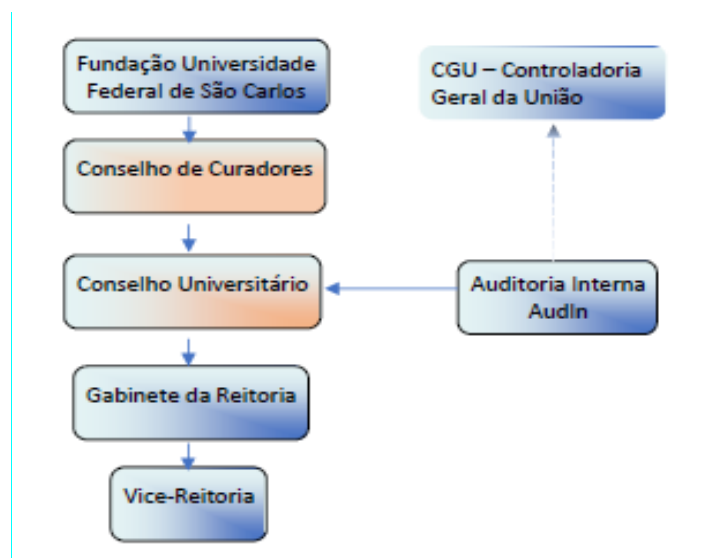 Fundação Universidade
Federal de São Carlos
CGU – Controladoria
Geral da União
Conselho de Curadores
Conselho Universitário
Auditoria Interna
AudIn
Gabinete da Reitoria
Vice-Reitoria